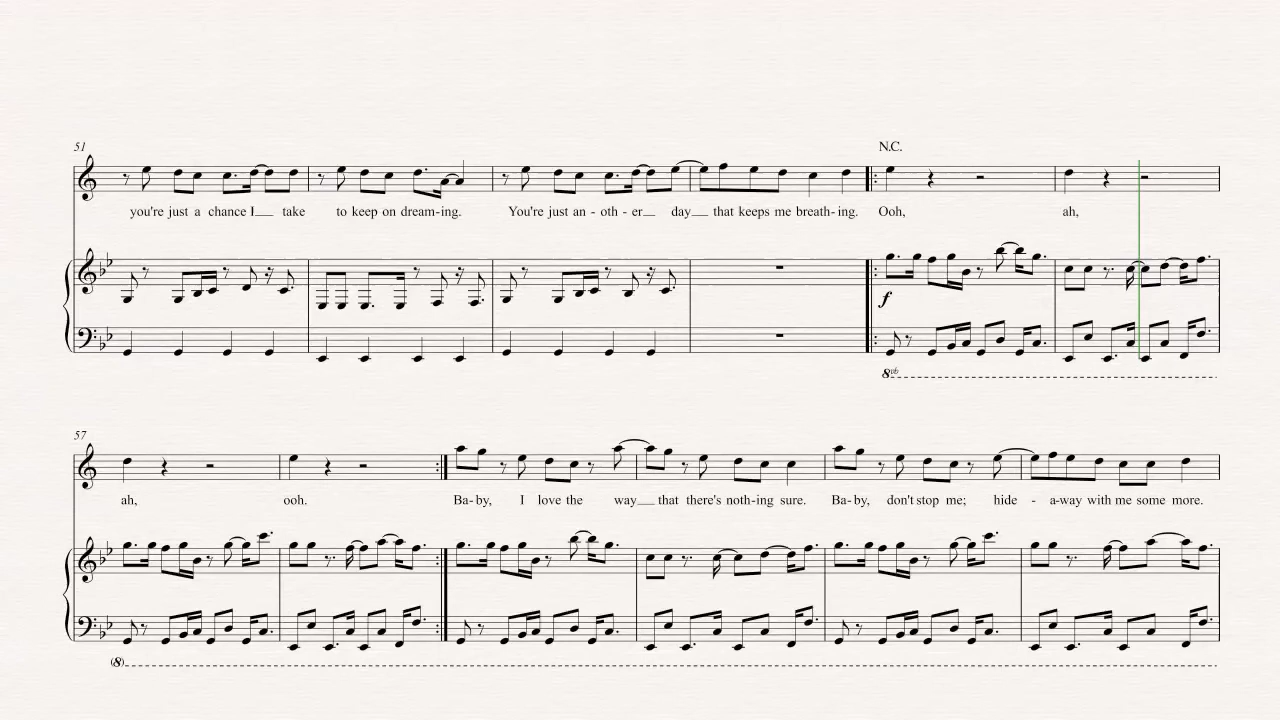 51
N.C.
you're just a chance I take to keep on dream-ing. You're just an - oth - er day that keeps me breath-ing. Ooh, ah,
f
8vb
57
ah, ooh. Ba-by, I love the way that there's noth-ing sure. Ba-by, don't stop me; hide - a-way with me some more.
(8)